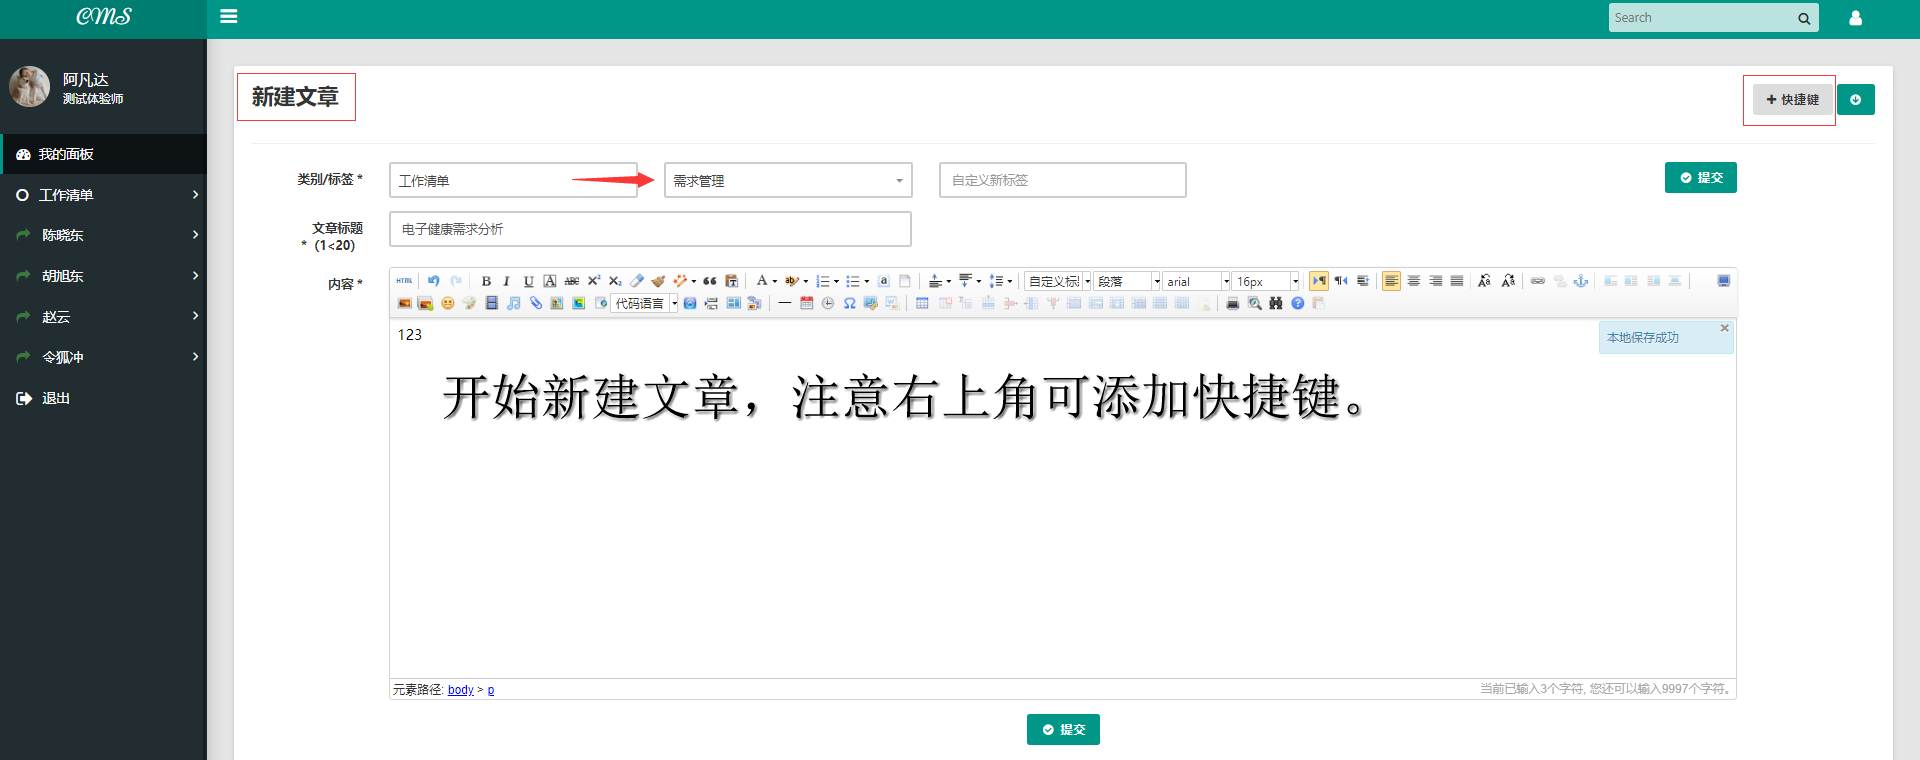 CMS
Search
阿凡达
测试体验师
我的面板
工作清单
陈晓东
胡旭东
赵云
令狐冲
退出
新建文章
快捷键
类别/标签 *
工作清单
需求管理
自定义新标签
提交
文章标题
* （1<20）
电子健康需求分析
内容 *
HTML
自定义标
段落
arial
16px
代码语言
123
本地保存成功
开始新建文章，注意右上角可添加快捷键。
元素路径: body > p
当前已输入3个字符, 您还可以输入9997个字符。
提交